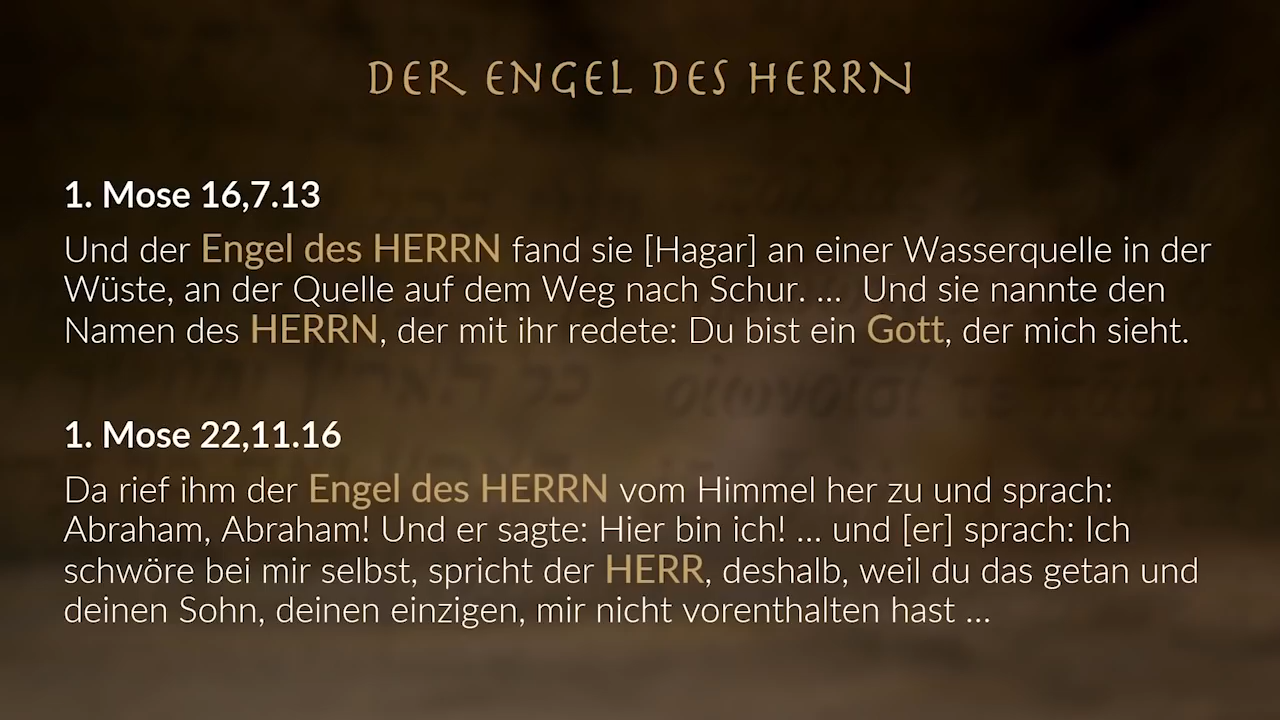 DER ENGEL DES HERRN
1. Mose 16,7.13
Und der Engel des HERRN fand sie [Hagar] an einer Wasserquelle in der
Wüste, an der Quelle auf dem Weg nach Schur. ... Und sie nannte den
Namen des HERRN, der mit ihr redete: Du bist ein Gott, der mich sieht.
1. Mose 22,11.16
Da rief ihm der Engel des HERRN vom Himmel her zu und sprach:
Abraham, Abraham! Und er sagte: Hier bin ich! ... und [er] sprach: Ich
schwöre bei mir selbst, spricht der HERR, deshalb, weil du das getan und
deinen Sohn, deinen einzigen, mir nicht vorenthalten hast ...